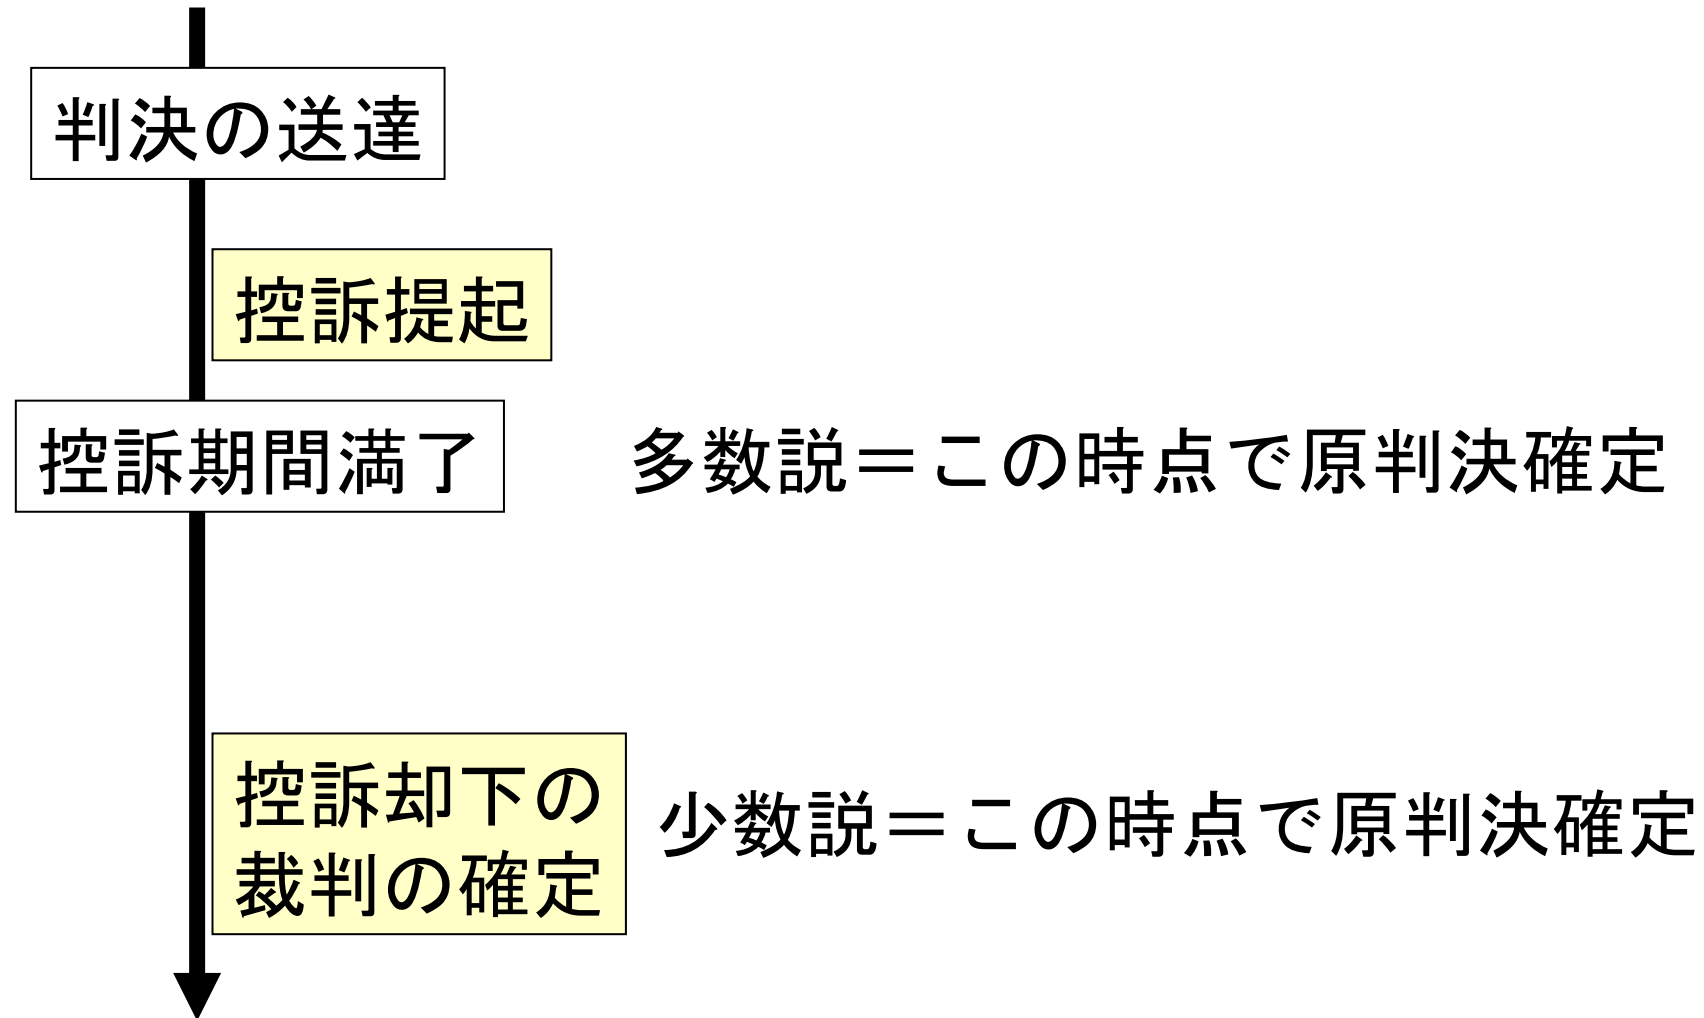 判決の送達
控訴提起
控訴期間満了
多数説＝この時点で原判決確定
控訴却下の
裁判の確定
少数説＝この時点で原判決確定